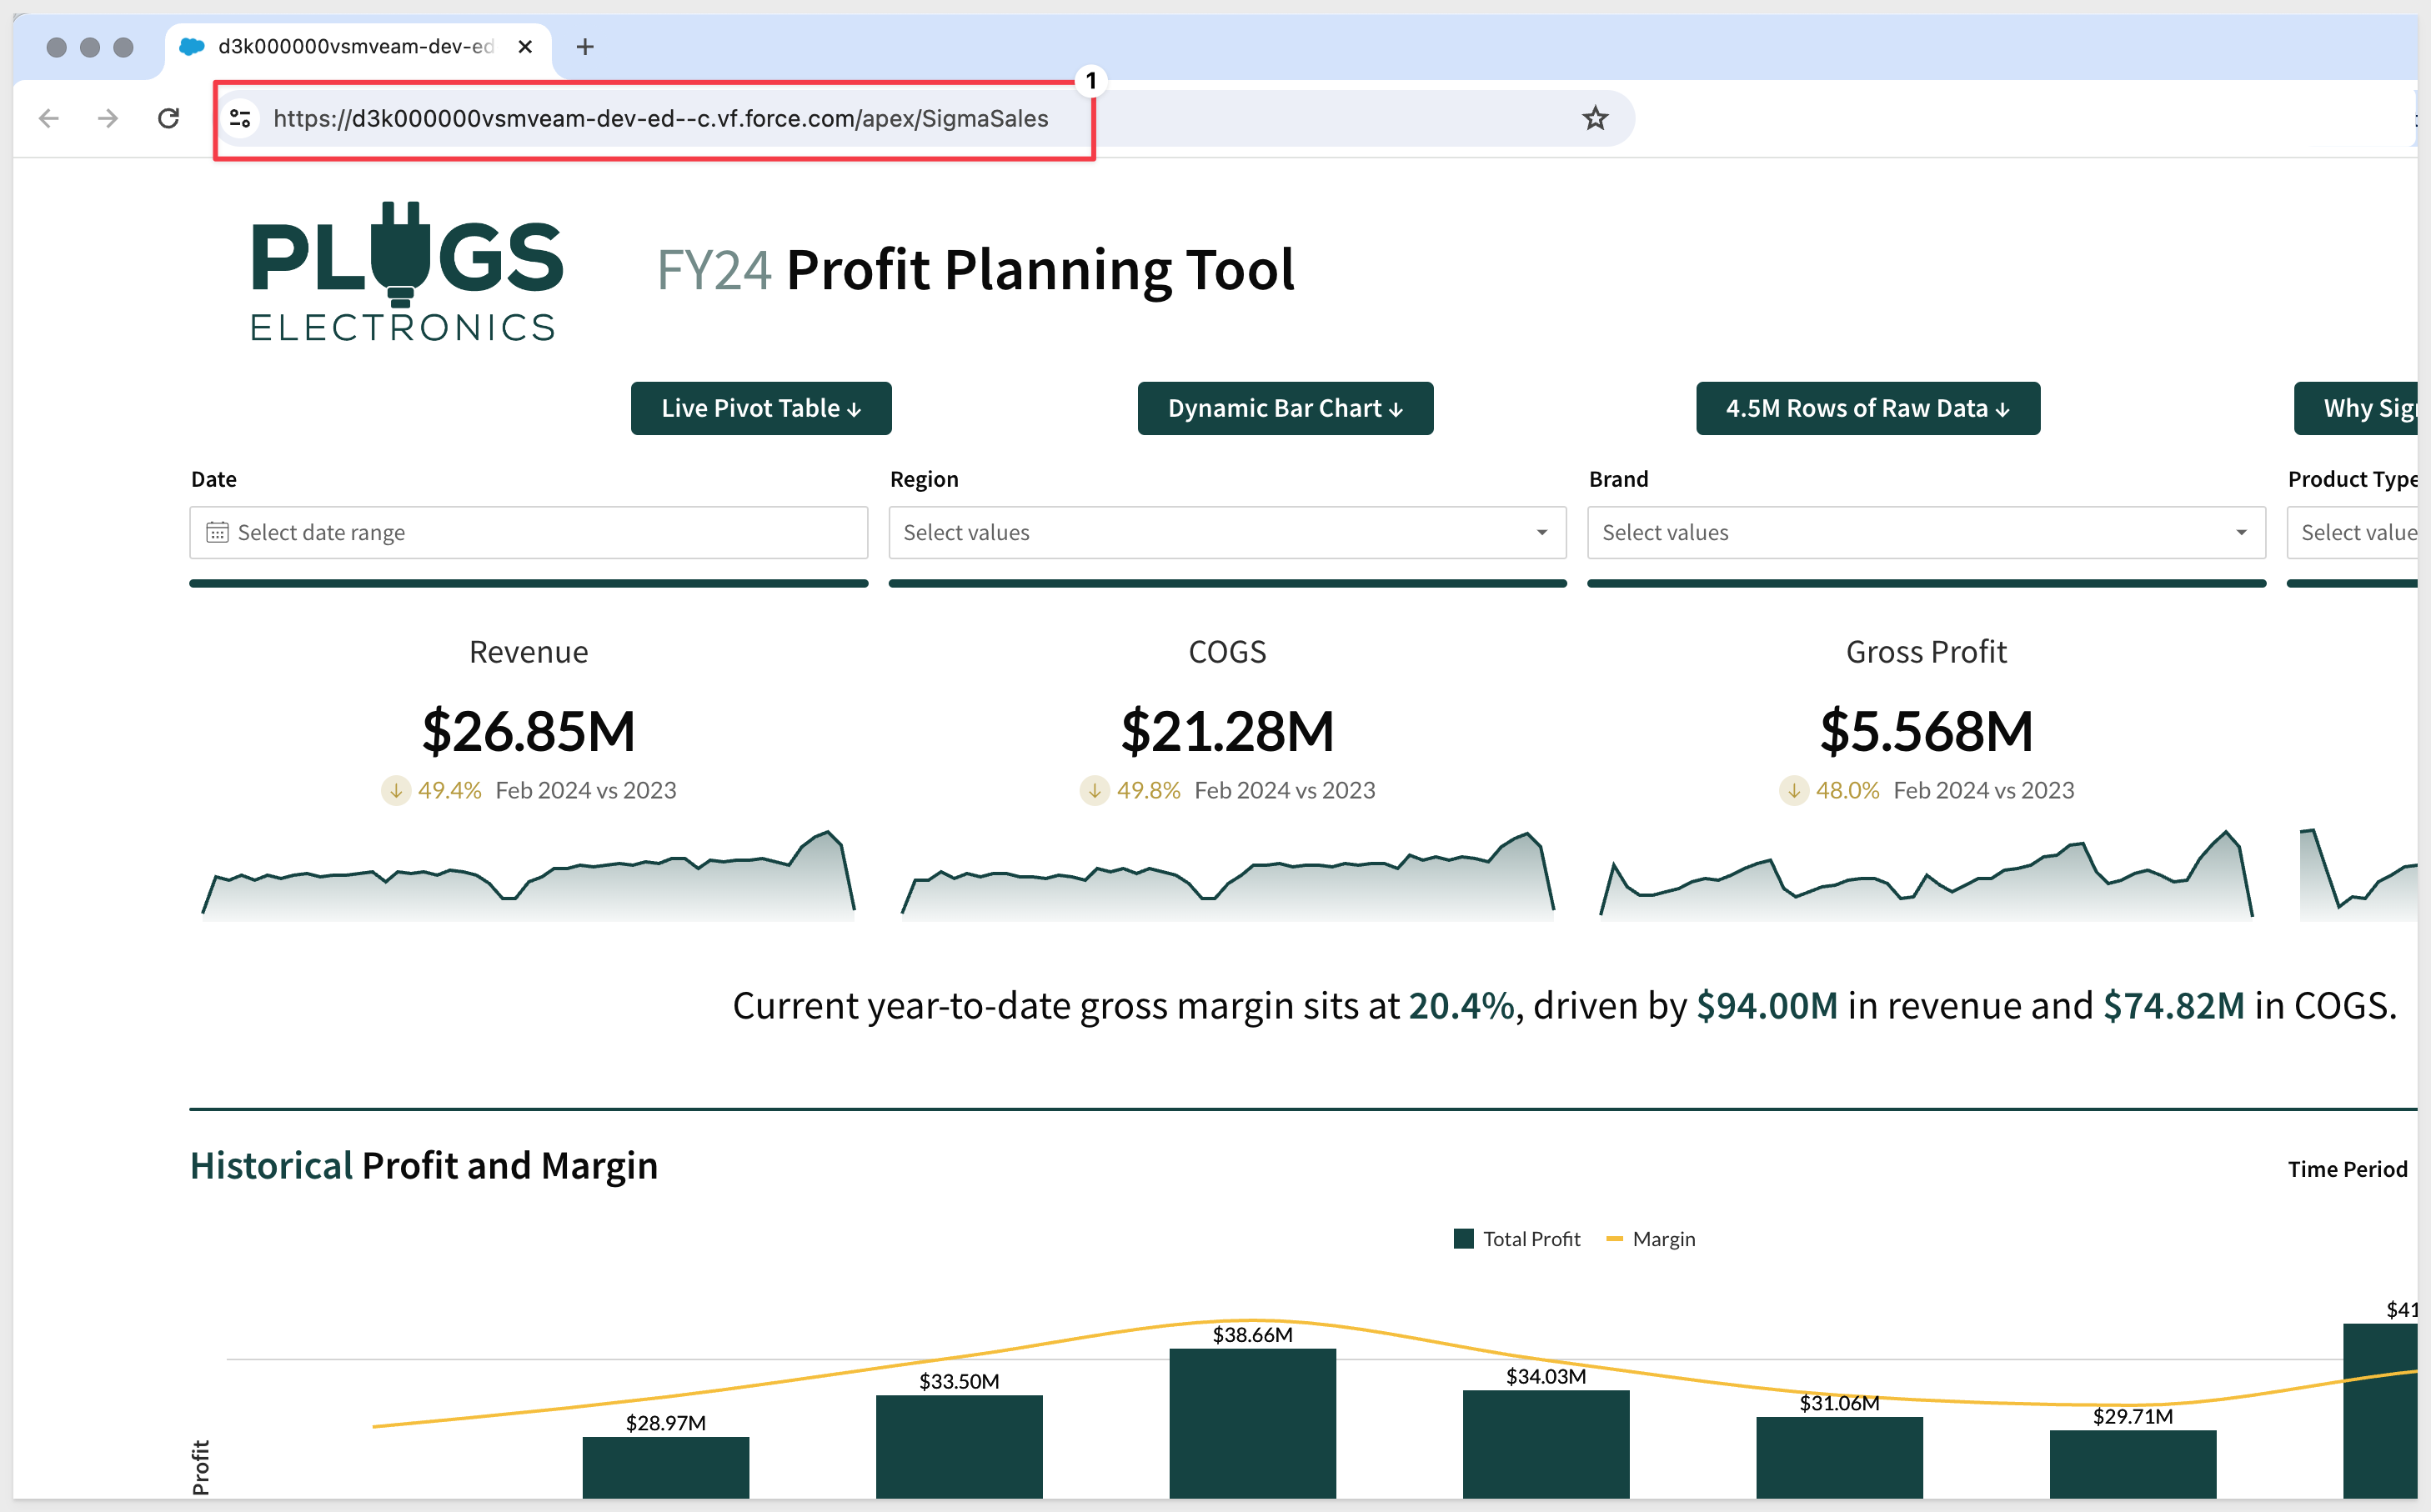 d3k000000vsmveam-dev-ed
1
https://d3k000000vsmveam-dev-ed--c.vf.force.com/apex/SigmaSales
PLUGS
ELECTRONICS
FY24 Profit Planning Tool
Live Pivot Table ↓
Dynamic Bar Chart ↓
4.5M Rows of Raw Data ↓
Why
Date
Region
Brand
Product Type
Select date range
Select values
Select values
Select
Revenue
COGS
Gross Profit
$26.85M
$21.28M
$5.568M
↓ 49.4% Feb 2024 vs 2023
↓ 49.8% Feb 2024 vs 2023
↓ 48.0% Feb 2024 vs 2023
Current year-to-date gross margin sits at 20.4%, driven by $94.00M in revenue and $74.82M in COGS.
Historical Profit and Margin
Time Period
Total Profit
Margin
$41
$38.66M
$34.03M
$33.50M
$31.06M
$29.71M
$28.97M
Profit